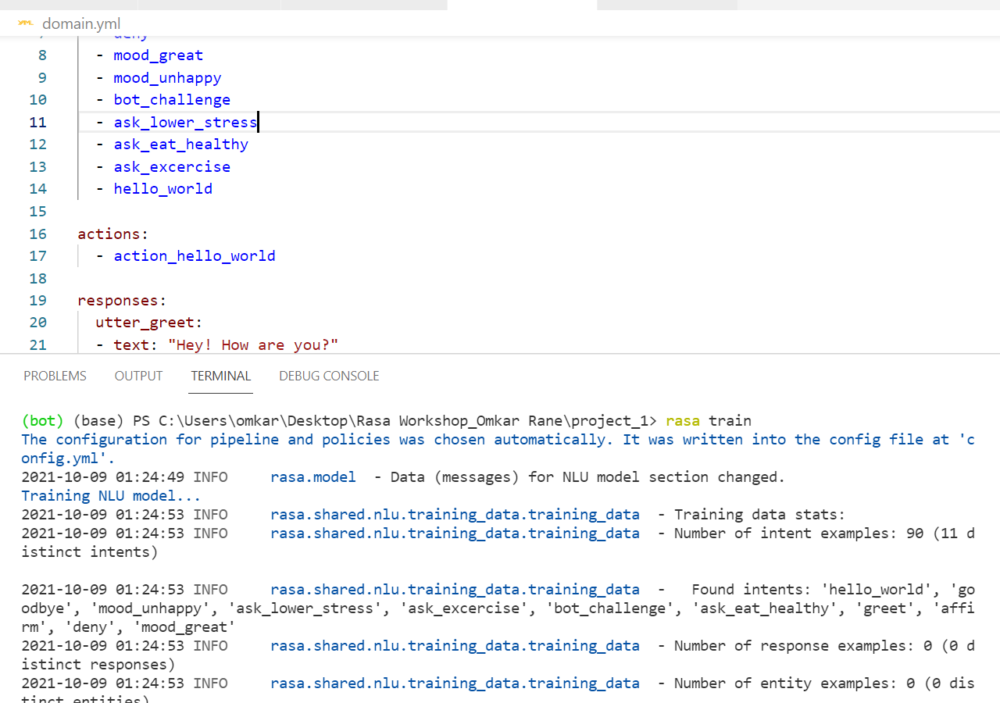 YAML domain.yml
7 - deny
8 - mood_great
9 - mood_unhappy
10 - bot_challenge
11 - ask_lower_stress
12 - ask_eat_healthy
13 - ask_excercise
14 - hello_world
15
16 actions:
17 - action_hello_world
18
19 responses:
20 utter_greet:
21 - text: "Hey! How are you?"
PROBLEMS OUTPUT TERMINAL DEBUG CONSOLE
(bot) (base) PS C:\Users\omkar\Desktop\Rasa Workshop_Omkar Rane\project_1> rasa train
The configuration for pipeline and policies was chosen automatically. It was written into the config file at 'c
onfig.yml'.
2021-10-09 01:24:49 INFO rasa.model - Data (messages) for NLU model section changed.
Training NLU model...
2021-10-09 01:24:53 INFO rasa.shared.nlu.training_data.training_data - Training data stats:
2021-10-09 01:24:53 INFO rasa.shared.nlu.training_data.training_data - Number of intent examples: 90 (11 d
istinct intents)
2021-10-09 01:24:53 INFO rasa.shared.nlu.training_data.training_data - Found intents: 'hello_world', 'go
odbye', 'mood_unhappy', 'ask_lower_stress', 'ask_excercise', 'bot_challenge', 'ask_eat_healthy', 'greet', 'affi
rm', 'deny', 'mood_great'
2021-10-09 01:24:53 INFO rasa.shared.nlu.training_data.training_data - Number of response examples: 0 (0 d
istinct responses)
2021-10-09 01:24:53 INFO rasa.shared.nlu.training_data.training_data - Number of entity examples: 0 (0 dis
tinct entities)